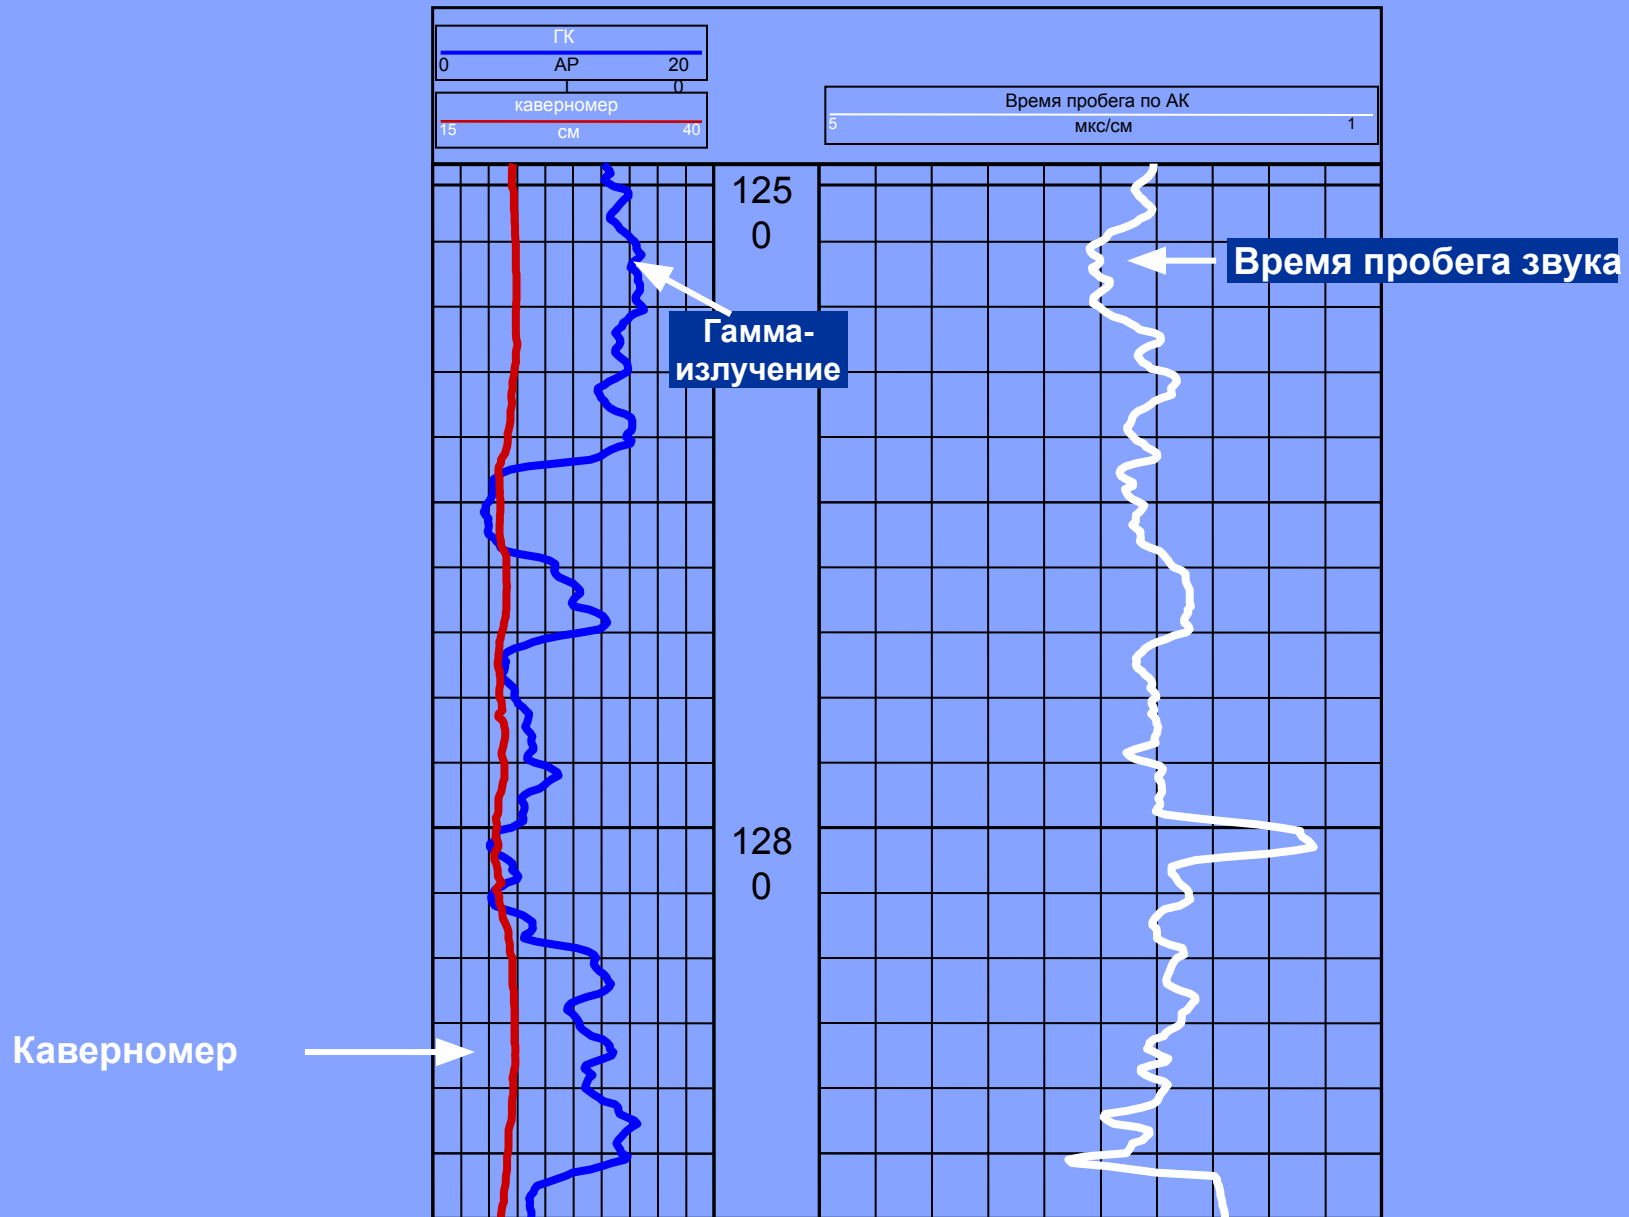 ГК
0 АР 20
0
каверномер
15 см 40
Время пробега по АК
5 мкс/см 1
125
0
Время пробега звука
Гамма-
излучение
128
0
Каверномер